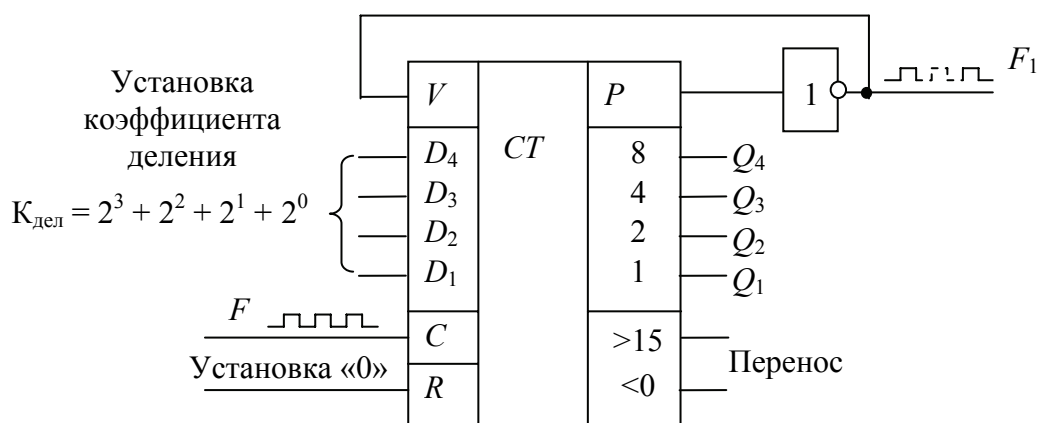 Установка
коэффициента
деления
К_дел = 2³ + 2² + 2¹ + 2⁰
V
D₄
D₃
D₂
D₁
C
R
CT
P
8
4
2
1
>15
<0
1
F₁
Q₄
Q₃
Q₂
Q₁
F
Установка «0»
Перенос